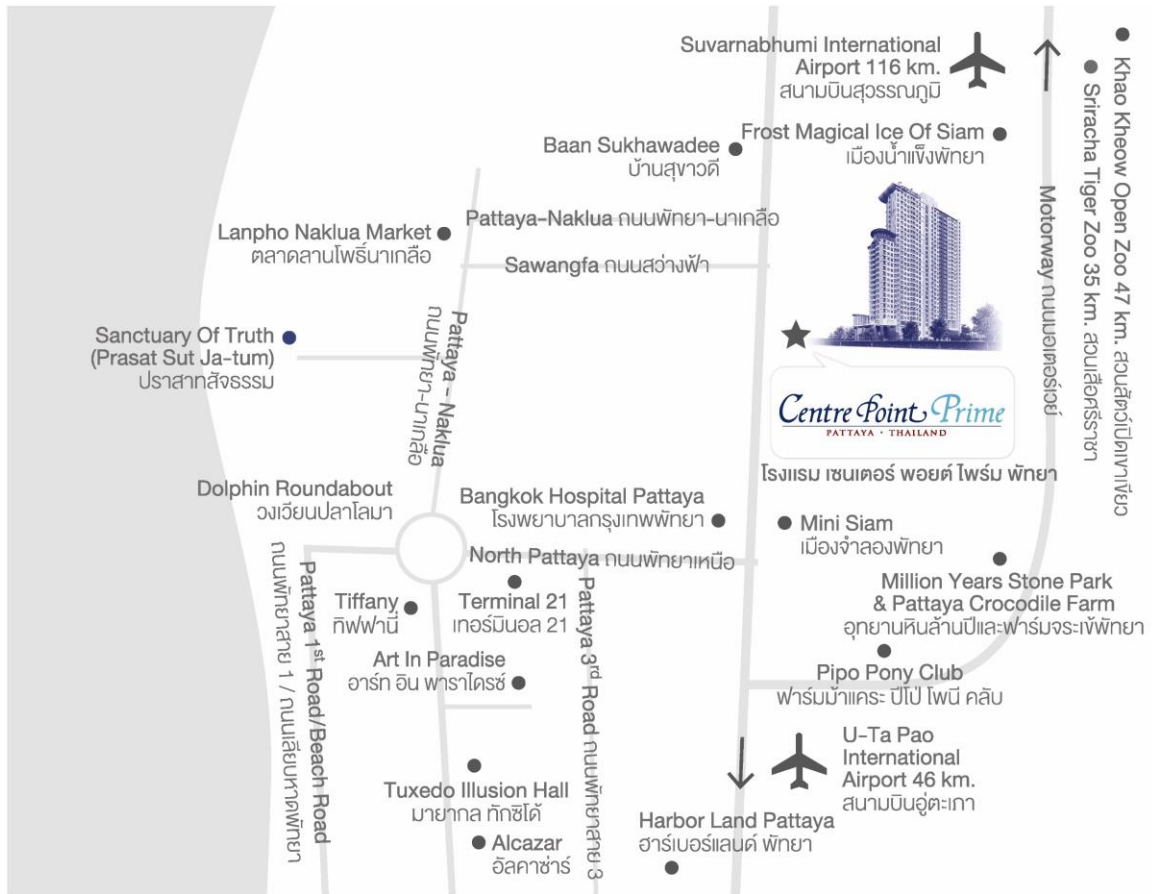 Suvarnabhumi International
Airport 116 km.
สนามบินสุวรรณภูมิ
Khao Kheow Open Zoo 47 km. สวนสัตว์เปิดเขาเขียว
Sriracha Tiger Zoo 35 km. สวนเสือศรีราชา
Baan Sukhawadee
บ้านสุขาวดี
Frost Magical Ice Of Siam
เมืองน้ำแข็งพัทยา
Motorway ถนนมอเตอร์เวย์
Lanpho Naklua Market
ตลาดลานโพธิ์นาเกลือ
Pattaya-Naklua ถนนพัทยา-นาเกลือ
Sawangfa ถนนสว่างฟ้า
Sanctuary Of Truth
(Prasat Sut Ja-tum)
ปราสาทสัจธรรม
Pattaya - Naklua
ถนนพัทยา-นาเกลือ
Centre Point Prime
PATTAYA · THAILAND
โรงแรม เซนเตอร์ พอยต์ ไพร์ม พัทยา
Dolphin Roundabout
วงเวียนปลาโลมา
Bangkok Hospital Pattaya
โรงพยาบาลกรุงเทพพัทยา
Mini Siam
เมืองจำลองพัทยา
North Pattaya ถนนพัทยาเหนือ
Million Years Stone Park
& Pattaya Crocodile Farm
อุทยานหินล้านปีและฟาร์มจระเข้พัทยา
Tiffany
ทิฟฟานี่
Terminal 21
เทอร์มินอล 21
Pattaya 1st Road/Beach Road
ถนนพัทยาสาย 1 / ถนนเลียบหาดพัทยา
Pattaya 3rd Road ถนนพัทยาสาย 3
Art In Paradise
อาร์ท อิน พาราไดรซ์
Pipo Pony Club
ฟาร์มม้าแคระ ปีโป่ โพนี คลับ
U-Ta Pao
International
Airport 46 km.
สนามบินอู่ตะเภา
Tuxedo Illusion Hall
มายากล ทักซิโด้
Harbor Land Pattaya
ฮาร์เบอร์แลนด์ พัทยา
Alcazar
อัลคาซ่าร์